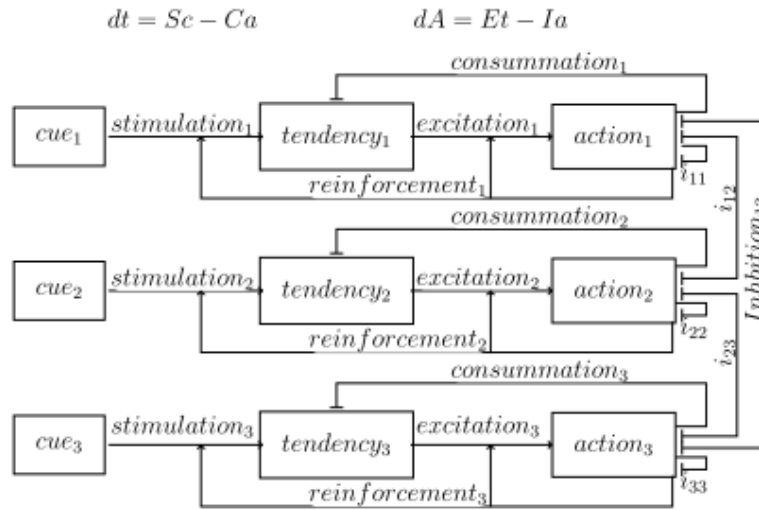 dt = Sc − Ca
dA = Et − Ia
consummation₁
cue₁
stimulation₁
tendency₁
excitation₁
action₁
reinforcement₁
i₁₁
i₁₂
consummation₂
cue₂
stimulation₂
tendency₂
excitation₂
action₂
reinforcement₂
i₂₂
i₂₃
consummation₃
cue₃
stimulation₃
tendency₃
excitation₃
action₃
reinforcement₃
i₃₃